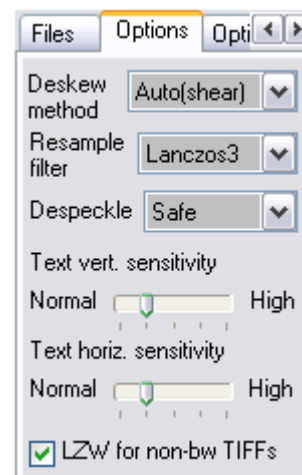 Files Options Opti
Deskew method Auto(shear)
Resample filter Lanczos3
Despeckle Safe
Text vert. sensitivity
Normal High
Text horiz. sensitivity
Normal High
LZW for non-bw TIFFs